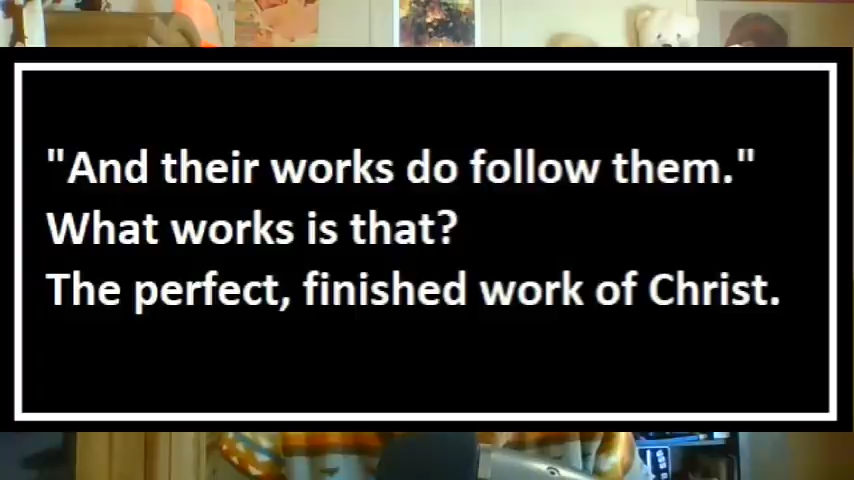 "And their works do follow them."
What works is that?
The perfect, finished work of Christ.